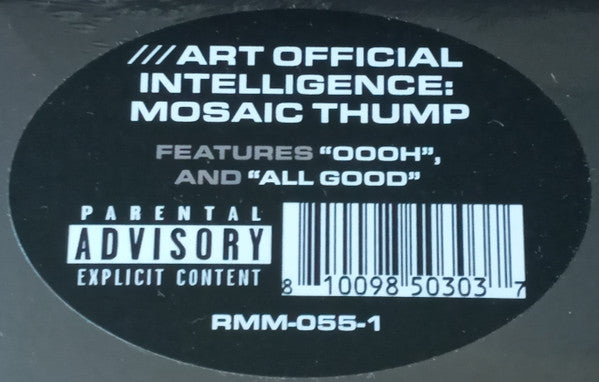 ///ART OFFICIAL
INTELLIGENCE:
MOSAIC THUMP
FEATURES "OOOH",
AND "ALL GOOD"
PARENTAL
ADVISORY
EXPLICIT CONTENT
8 10098 50303 7
RMM-055-1